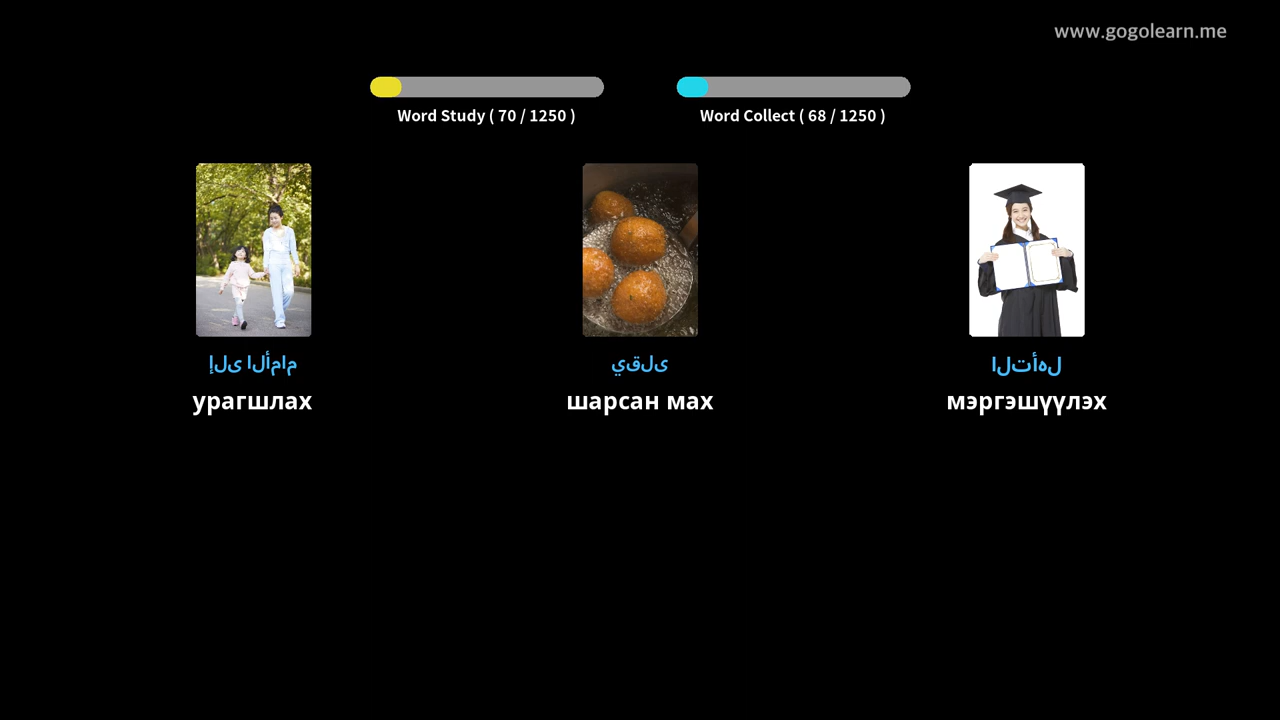 www.gogolearn.me
Word Study ( 70 / 1250 )
Word Collect ( 68 / 1250 )
إلى الأمام
يقلى
التأهل
урагшлах
шарсан мах
мэргэшүүлэх